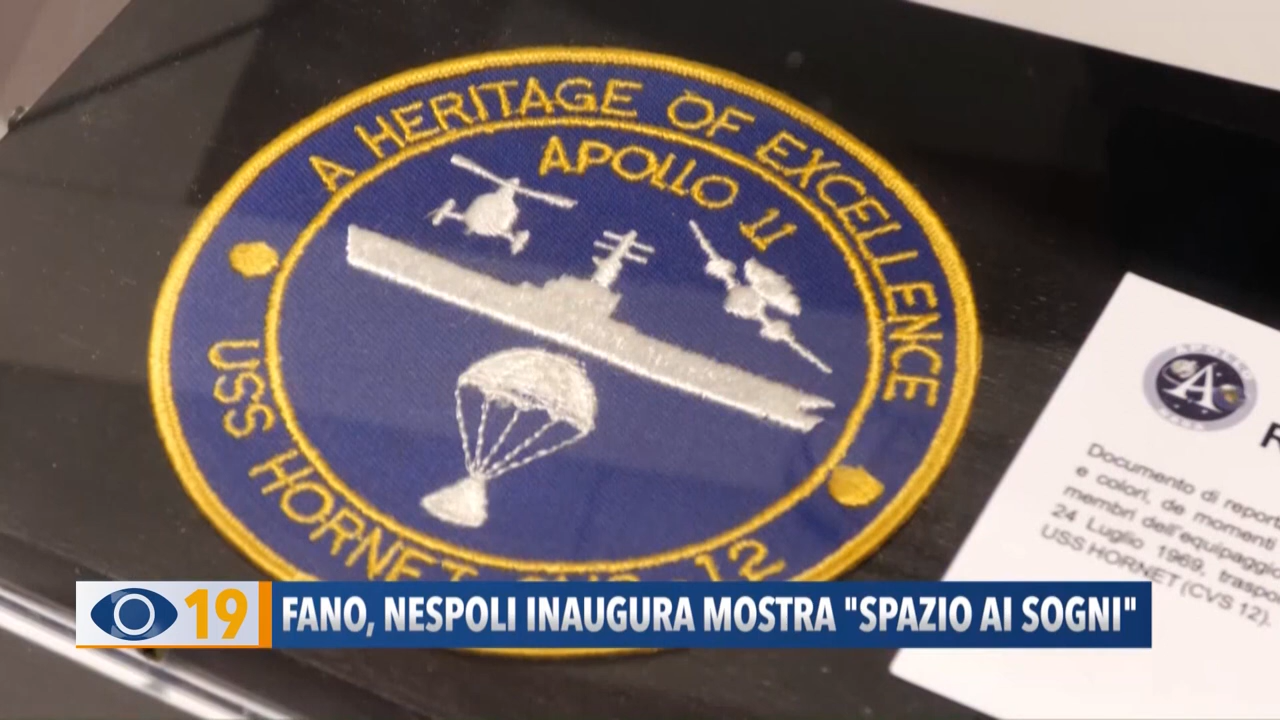 A HERITAGE OF EXCELLENCE
APOLLO 11
USS HORNET
12
R
Documento di report
e colori, de momenti
membri dell'equipaggio
24 Luglio 1969, traspo
USS HORNET (CVS 12).
19
FANO, NESPOLI INAUGURA MOSTRA "SPAZIO AI SOGNI"